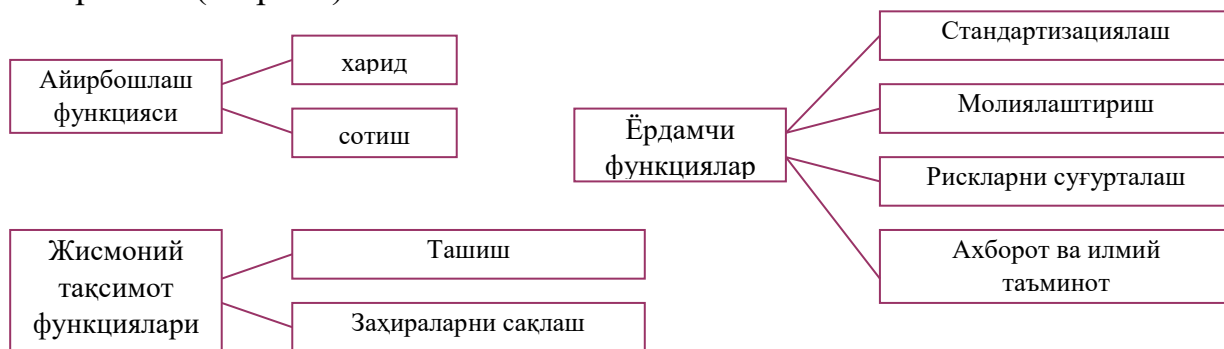 Айирбошлаш
функцияси
харид
сотиш
Жисмоний
тақсимот
функциялари
Ташиш
Заҳираларни сақлаш
Ёрдамчи
функциялар
Стандартизациялаш
Молиялаштириш
Рискларни суғурталаш
Ахборот ва илмий
таъминот